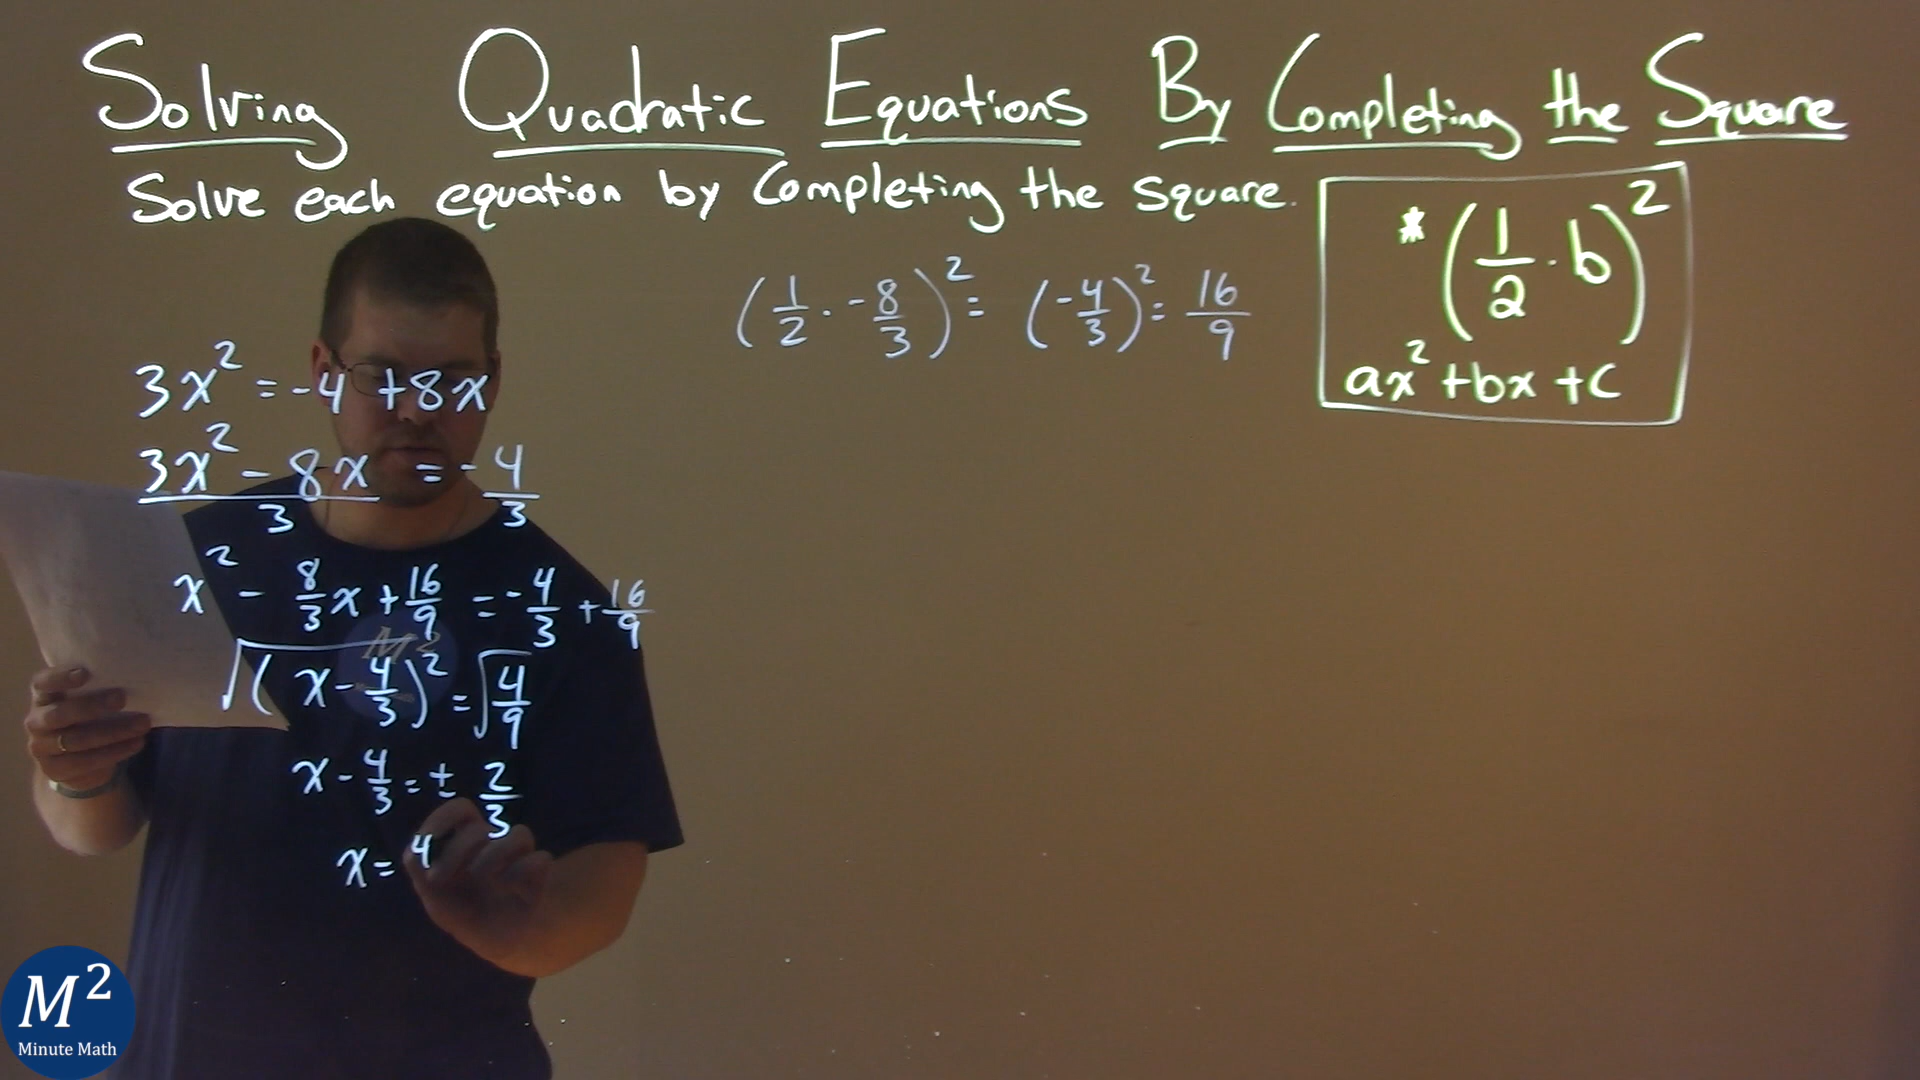 Solving Quadratic Equations By Completing the Square
Solve each equation by completing the square.
* (1/2 · b)²
ax² + bx + c
(1/2 · -8/3)² = (-4/3)² = 16/9
3x² = -4 + 8x
3x² - 8x = -4
3 3
x² - 8/3 x + 16/9 = -4/3 + 16/9
√(x - 4/3)² = √4/9
x - 4/3 = ± 2/3
x = 4
M²
M²
Minute Math